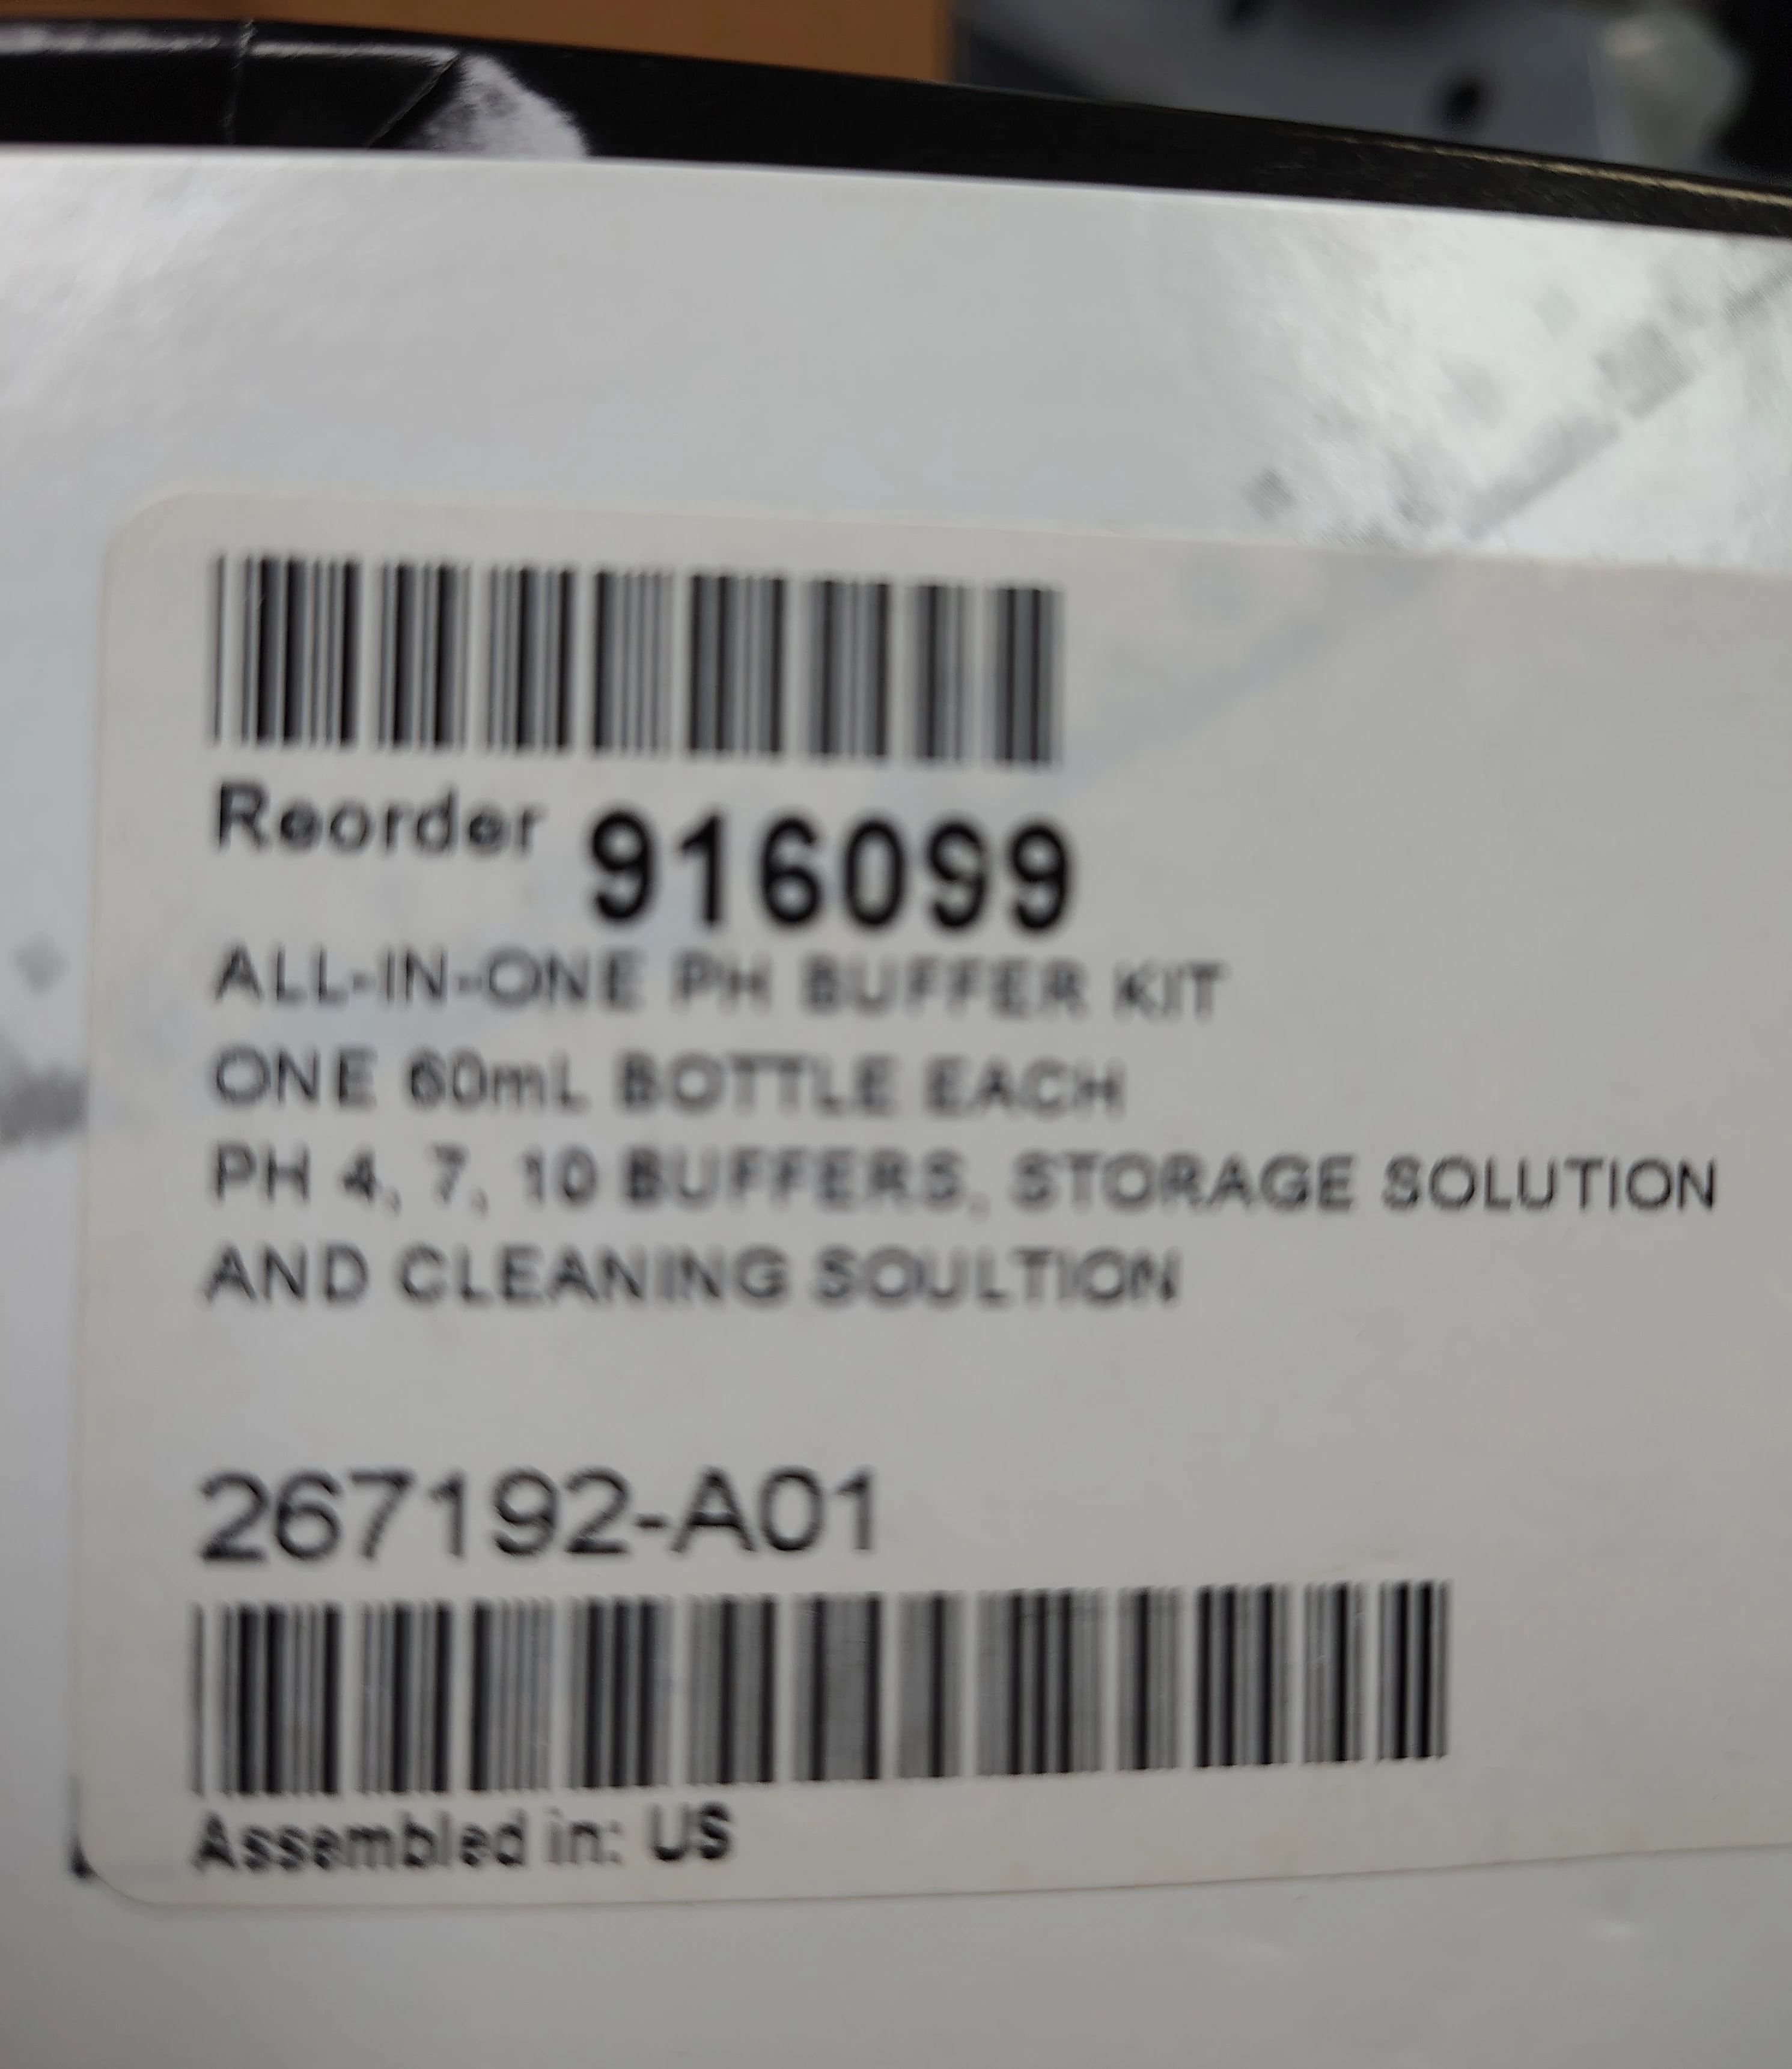 Reorder 916099
ALL-IN-ONE PH BUFFER KIT
ONE 60mL BOTTLE EACH
PH 4, 7, 10 BUFFERS, STORAGE SOLUTION
AND CLEANING SOULTION
267192-A01
Assembled in: US